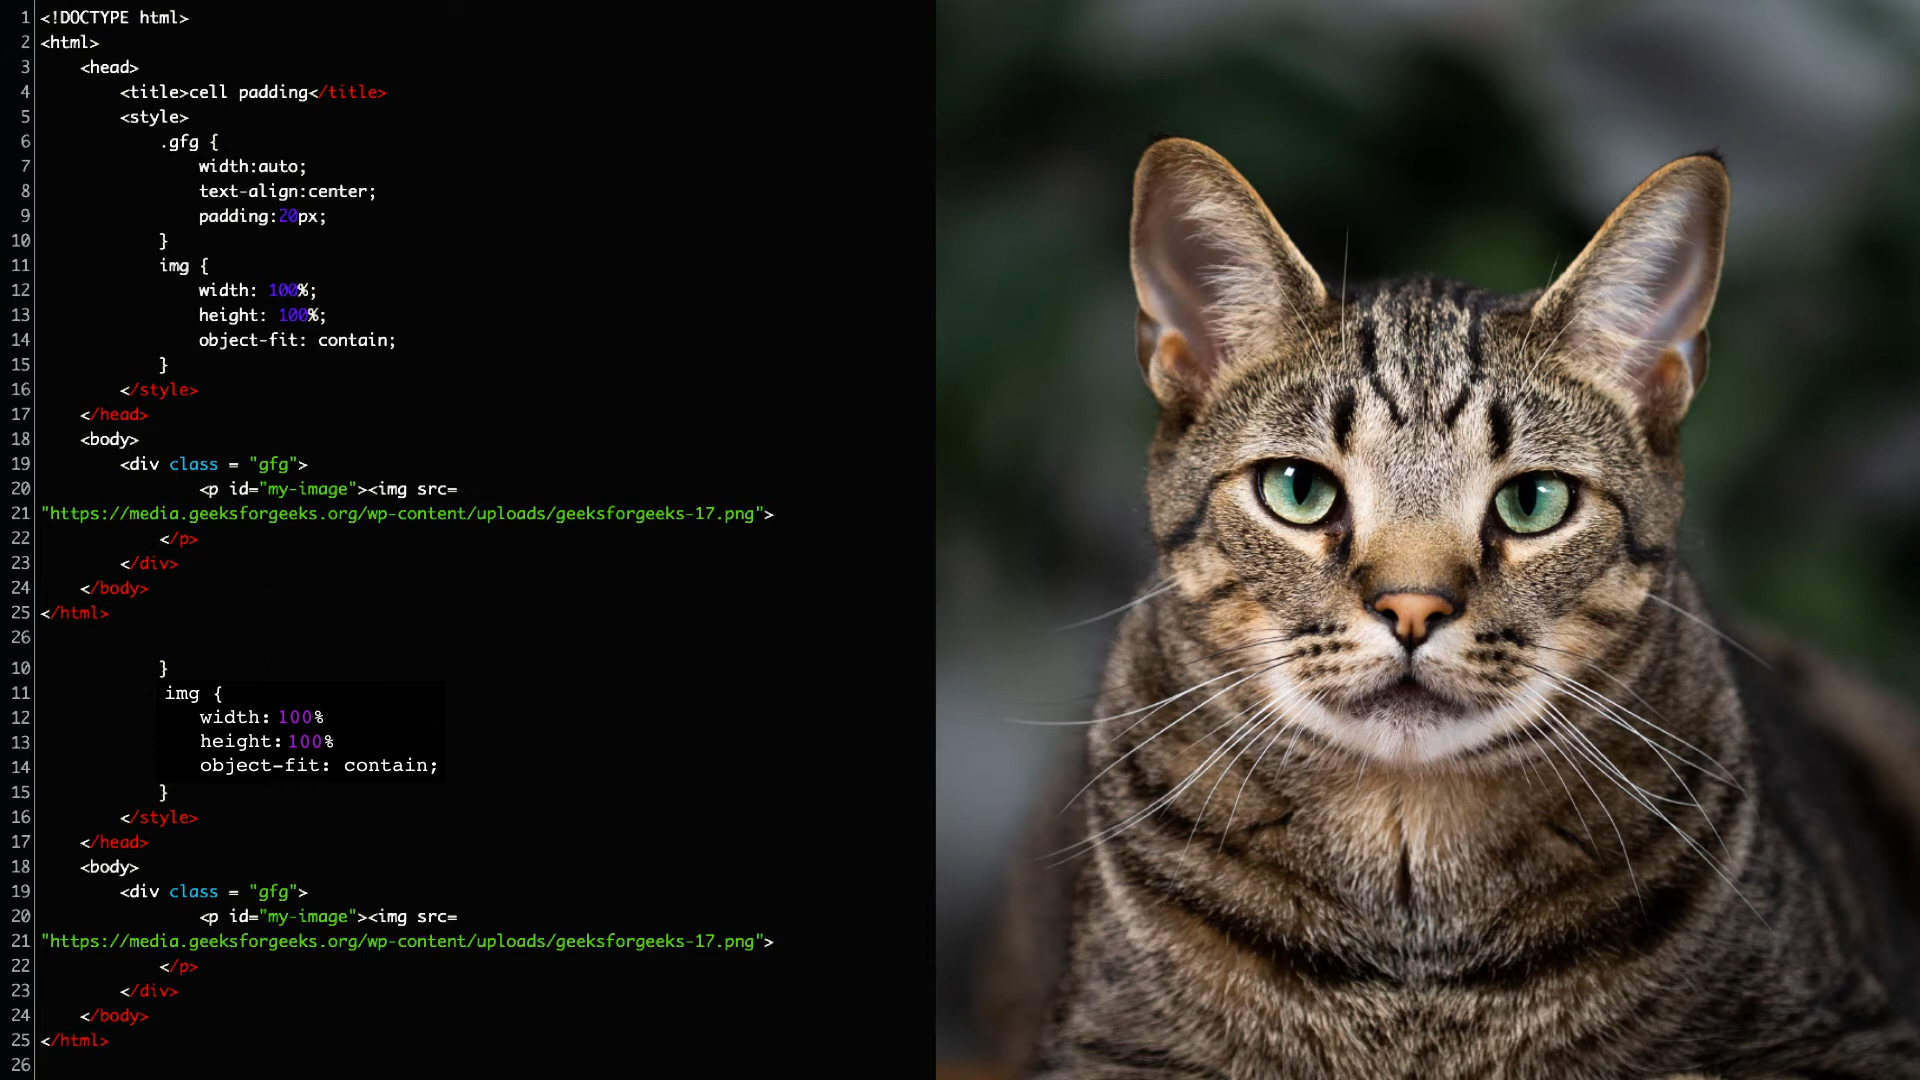 1 <!DOCTYPE html>
2 <html>
3 <head>
4 <title>cell padding</title>
5 <style>
6 .gfg {
7 width:auto;
8 text-align:center;
9 padding:20px;
10 }
11 img {
12 width: 100%;
13 height: 100%;
14 object-fit: contain;
15 }
16 </style>
17 </head>
18 <body>
19 <div class = "gfg">
20 <p id="my-image"><img src=
21 "https://media.geeksforgeeks.org/wp-content/uploads/geeksforgeeks-17.png">
22 </p>
23 </div>
24 </body>
25 </html>
26
10 }
11 img {
12 width: 100%
13 height: 100%
14 object-fit: contain;
15 }
16 </style>
17 </head>
18 <body>
19 <div class = "gfg">
20 <p id="my-image"><img src=
21 "https://media.geeksforgeeks.org/wp-content/uploads/geeksforgeeks-17.png">
22 </p>
23 </div>
24 </body>
25 </html>
26